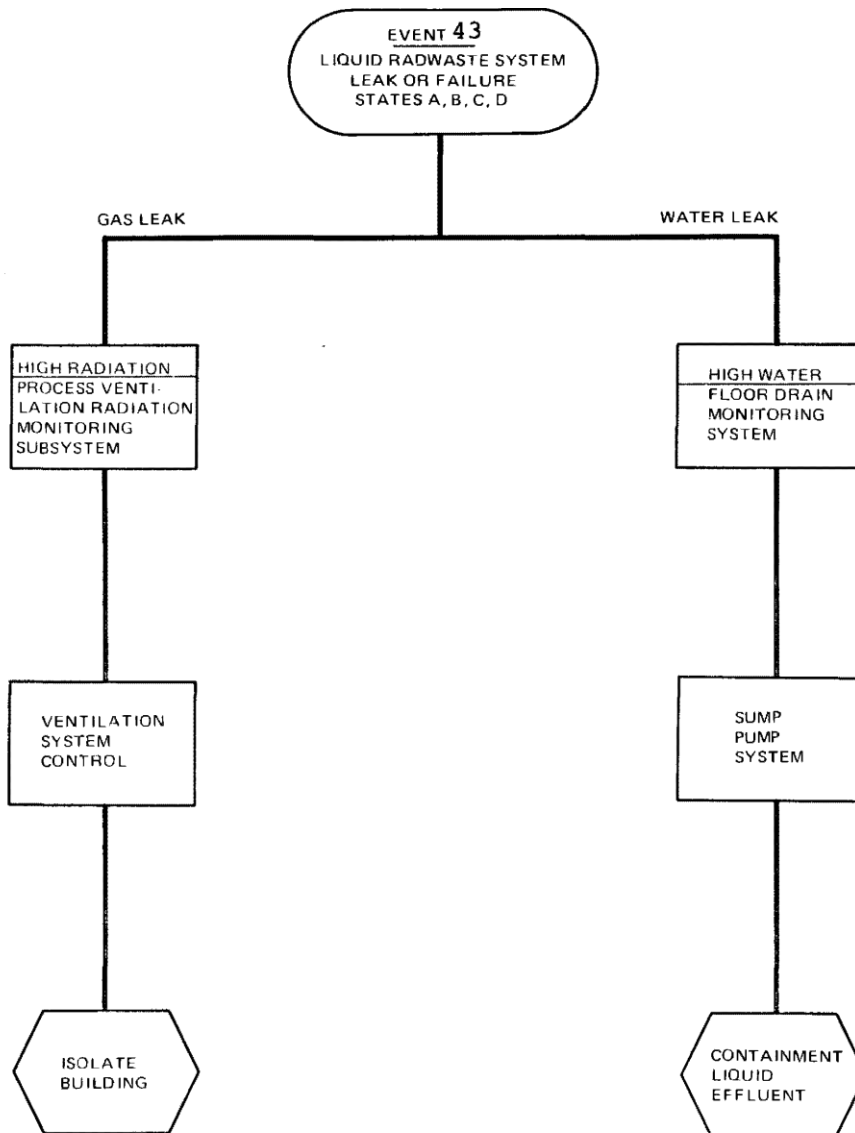 EVENT 43
LIQUID RADWASTE SYSTEM
LEAK OR FAILURE
STATES A, B, C, D
GAS LEAK
WATER LEAK
HIGH RADIATION
PROCESS VENTI-
LATION RADIATION
MONITORING
SUBSYSTEM
HIGH WATER
FLOOR DRAIN
MONITORING
SYSTEM
VENTILATION
SYSTEM
CONTROL
SUMP
PUMP
SYSTEM
ISOLATE
BUILDING
CONTAINMENT
LIQUID
EFFLUENT